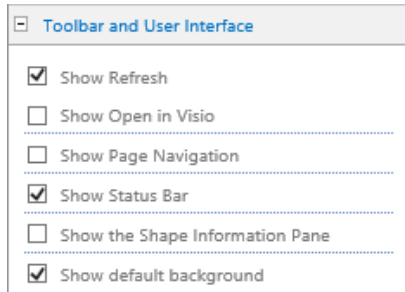 Toolbar and User Interface
Show Refresh
Show Open in Visio
Show Page Navigation
Show Status Bar
Show the Shape Information Pane
Show default background